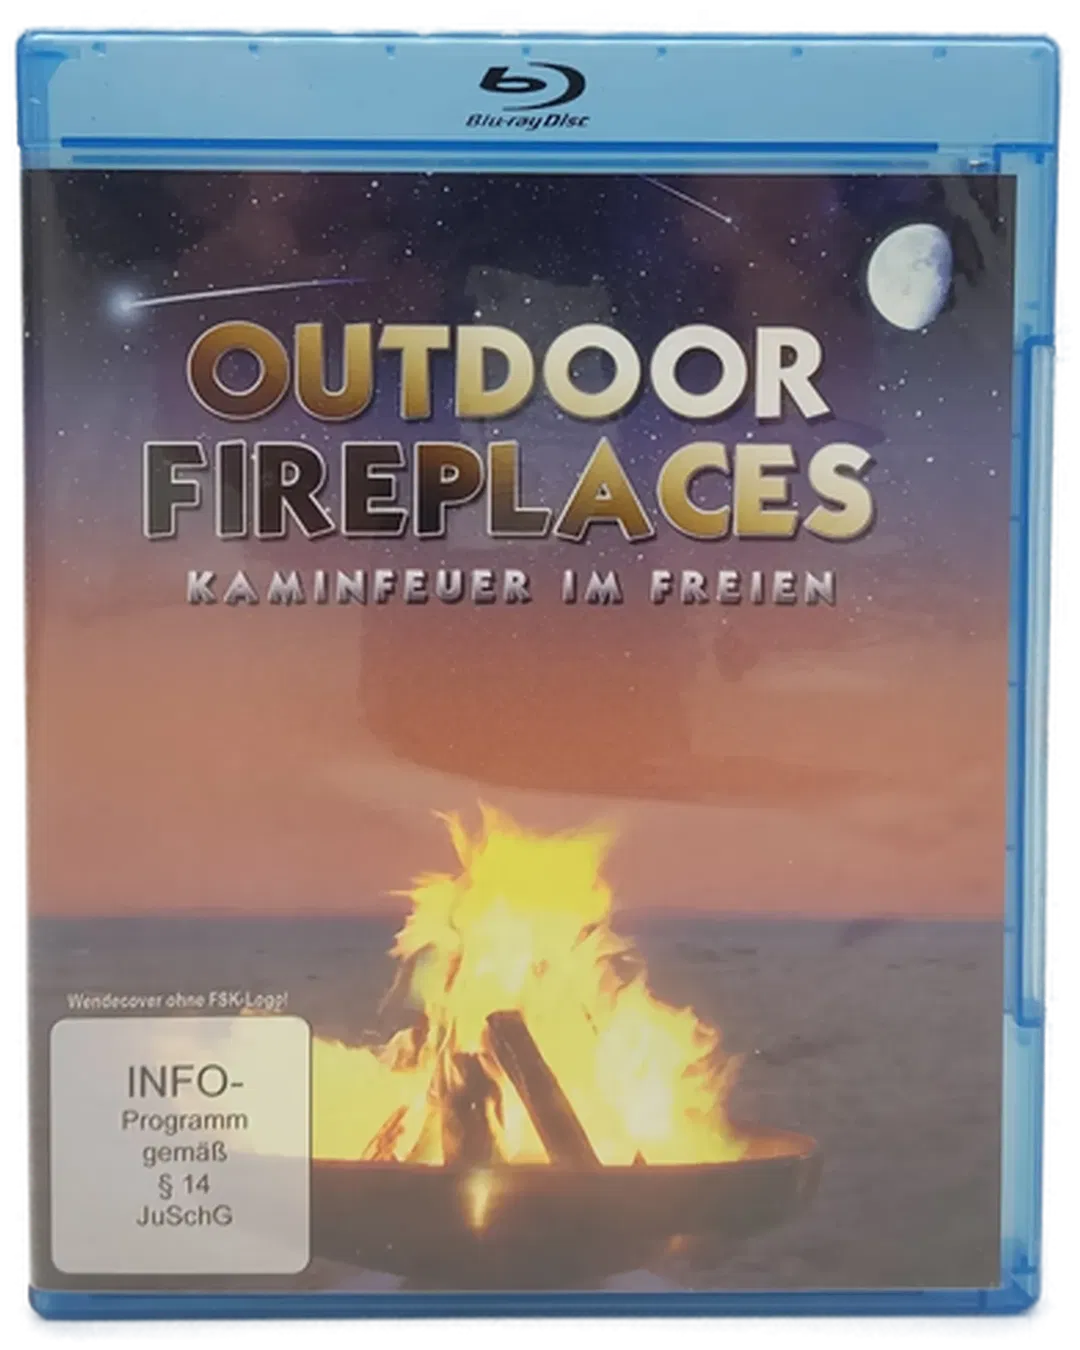 Blu-ray Disc
OUTDOOR
FIREPLACES
KAMINFEUER IM FREIEN
Wendecover ohne FSK-Logo!
INFO-
Programm
gemäß
§ 14
JuSchG